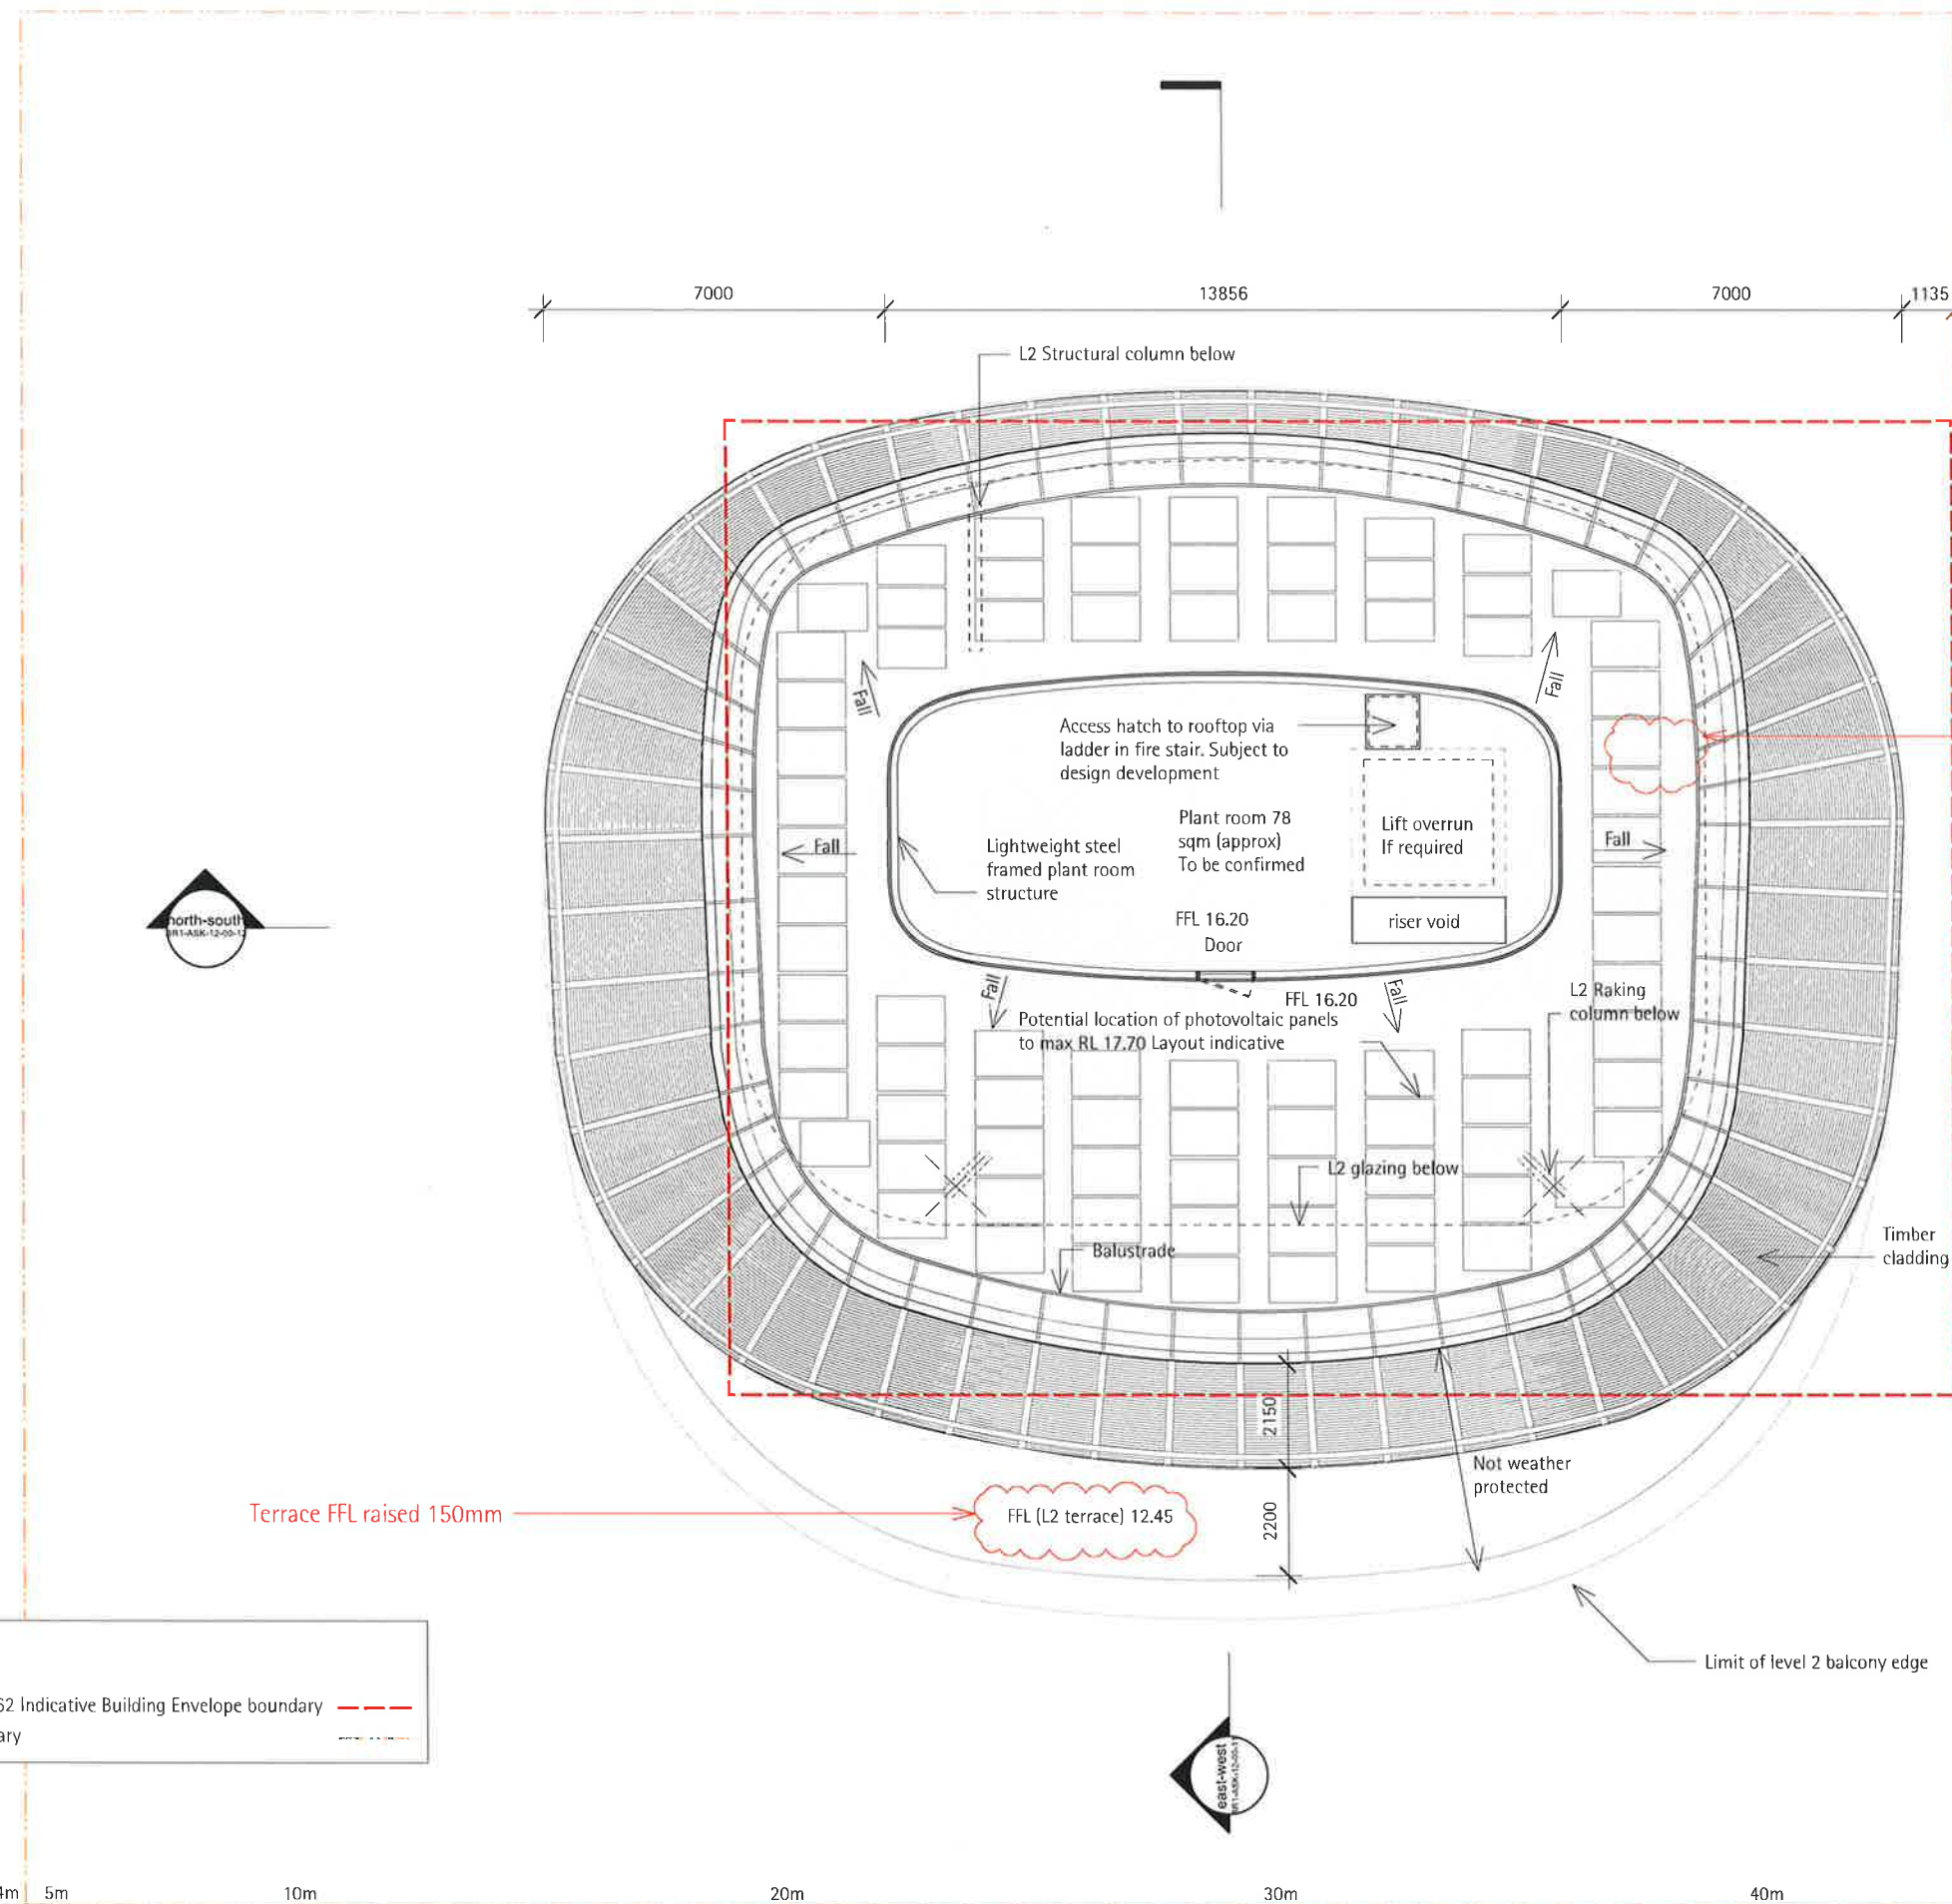 7000
13856
7000
1135
L2 Structural column below
Access hatch to rooftop via
ladder in fire stair. Subject to
design development
Fall
Fall
Plant room 78
sqm (approx)
To be confirmed
Lift overrun
If required
Fall
Fall
Lightweight steel
framed plant room
structure
north-south
FFL 16.20
Door
riser void
Fall
FFL 16.20
Fall
L2 Raking
column below
Potential location of photovoltaic panels
to max RL 17.70 Layout indicative
L2 glazing below
Balustrade
Timber
cladding
2150
Not weather
protected
Terrace FFL raised 150mm
FFL (L2 terrace) 12.45
2200
Limit of level 2 balcony edge
Indicative Building Envelope boundary
east-west
5m
10m
20m
30m
40m